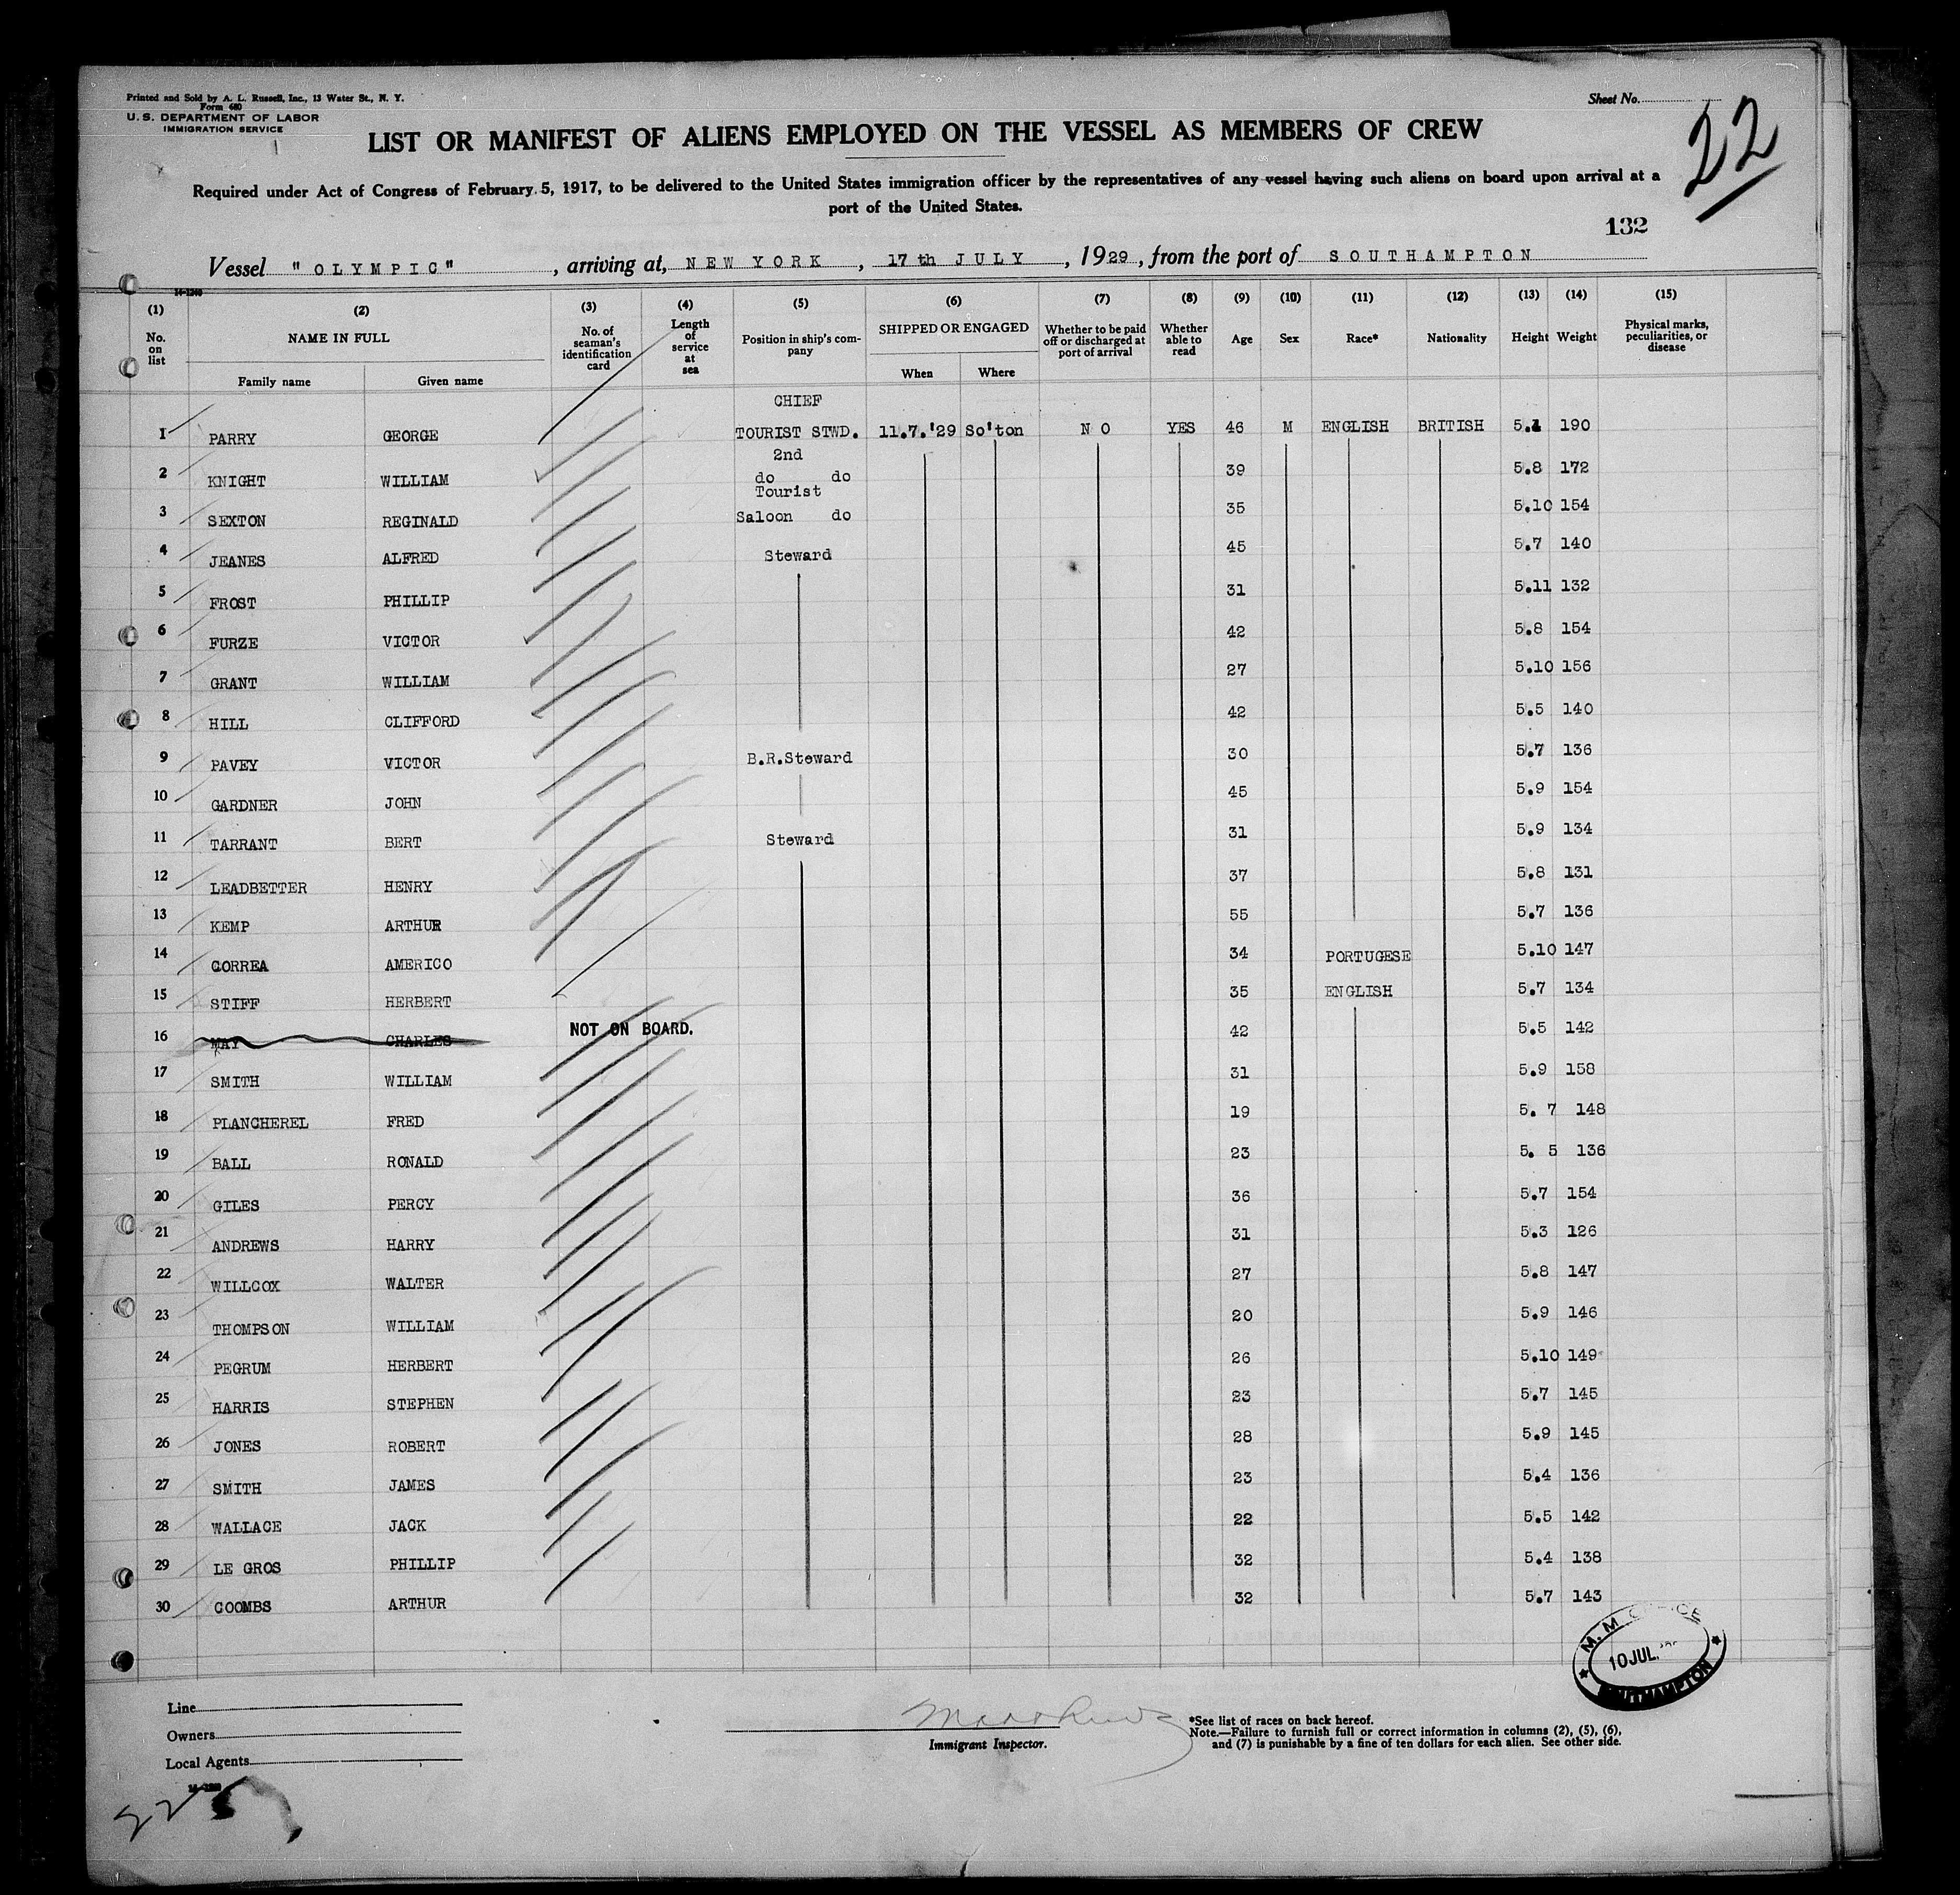 Printed and Sold by A. L. Russell, Inc., 13 Water St., N. Y.
Form 680
U. S. DEPARTMENT OF LABOR
IMMIGRATION SERVICE
Sheet No.
22
LIST OR MANIFEST OF ALIENS EMPLOYED ON THE VESSEL AS MEMBERS OF CREW
Required under Act of Congress of February 5, 1917, to be delivered to the United States immigration officer by the representatives of any vessel having such aliens on board upon arrival at a
port of the United States.
132
Vessel "OLYMPIC", arriving at, NEW YORK, 17th JULY, 1929, from the port of SOUTHAMPTON
14-1240
(1) (2) (3) (4) (5) (6) (7) (8) (9) (10) (11) (12) (13) (14) (15)
No. on list
NAME IN FULL
Family name Given name
No. of seaman's identification card
Length of service at sea
Position in ship's company
SHIPPED OR ENGAGED
When Where
Whether to be paid off or discharged at port of arrival
Whether able to read
Age
Sex
Race*
Nationality
Height
Weight
Physical marks, peculiarities, or disease
CHIEF
1 PARRY GEORGE TOURIST STWD. 11.7.'29 So'ton NO YES 46 M ENGLISH BRITISH 190
2nd
2 KNIGHT WILLIAM do do 39 5.8 172
Tourist
3 SEXTON REGINALD Saloon do 35 5.10 154
4 JEANES ALFRED Steward 45 5.7 140
5 FROST PHILLIP 31 5.11 132
6 FURZE VICTOR 42 5.8 154
7 GRANT WILLIAM 27 5.10 156
8 HILL CLIFFORD 42 5.5 140
9 PAVEY VICTOR B.R.Steward 30 5.7 136
10 GARDNER JOHN 45 5.9 154
11 TARRANT BERT Steward 31 5.9 134
12 LEADBETTER HENRY 37 5.8 131
13 KEMP ARTHUR 55 5.7 136
14 CORREA AMERICO 34 PORTUGESE 5.10 147
15 STIFF HERBERT 35 ENGLISH 5.7 134
16 MAY CHARLES NOT ON BOARD. 42 5.5 142
17 SMITH WILLIAM 31 5.9 158
18 PLANCHEREL FRED 19 5. 7 148
19 BALL RONALD 23 5. 5 136
20 GILES PERCY 36 5.7 154
21 ANDREWS HARRY 31 5.3 126
22 WILLCOX WALTER 27 5.8 147
23 THOMPSON WILLIAM 20 5.9 146
24 PEGRUM HERBERT 26 5.10 149
25 HARRIS STEPHEN 23 5.7 145
26 JONES ROBERT 28 5.9 145
27 SMITH JAMES 23 5.4 136
28 WALLACE JACK 22 5.5 142
29 LE GROS PHILLIP 32 5.4 138
30 COOMBS ARTHUR 32 5.7 143
M. M. OFFICE
10 JUL.
SOUTHAMPTON
Line
Owners
Local Agents
Immigrant Inspector.
*See list of races on back hereof.
Note.—Failure to furnish full or correct information in columns (2), (5), (6),
and (7) is punishable by a fine of ten dollars for each alien. See other side.